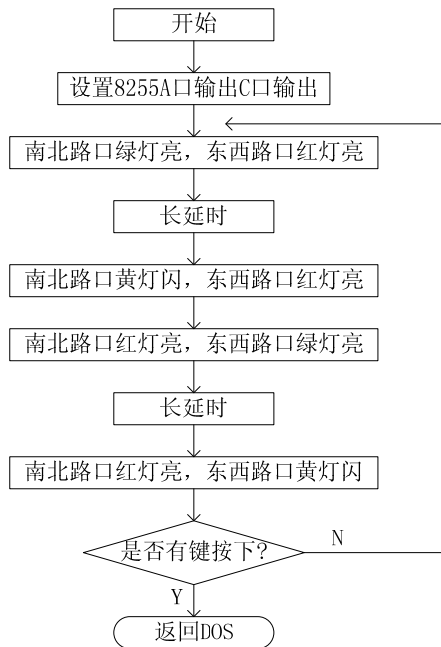 开始
设置8255A口输出C口输出
南北路口绿灯亮，东西路口红灯亮
长延时
南北路口黄灯闪，东西路口红灯亮
南北路口红灯亮，东西路口绿灯亮
长延时
南北路口红灯亮，东西路口黄灯闪
是否有键按下?
N
Y
返回DOS